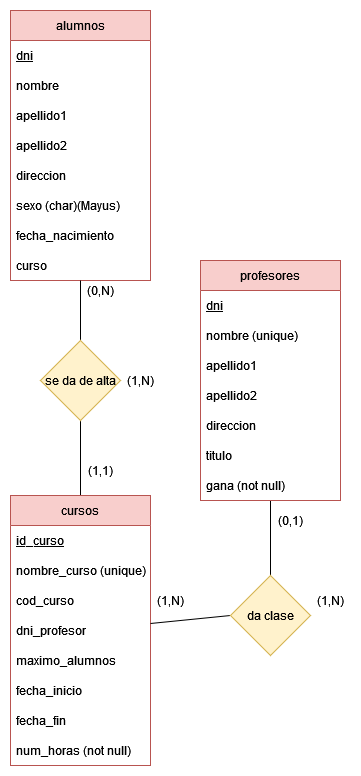 alumnos
dni
nombre
apellido1
apellido2
direccion
sexo (char)(Mayus)
fecha_nacimiento
curso
(0,N)
se da de alta
(1,N)
(1,1)
profesores
dni
nombre (unique)
apellido1
apellido2
direccion
titulo
gana (not null)
(0,1)
cursos
id_curso
nombre_curso (unique)
cod_curso
dni_profesor
maximo_alumnos
fecha_inicio
fecha_fin
num_horas (not null)
(1,N)
da clase
(1,N)